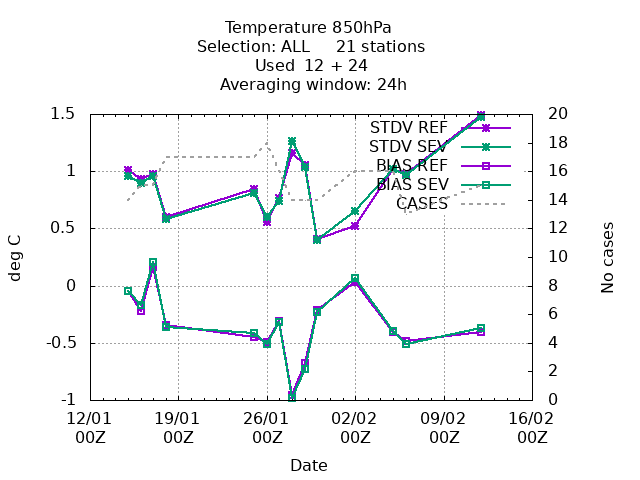 Temperature 850hPa
Selection: ALL     21 stations
Used  12 + 24
Averaging window: 24h
1.5
1
0.5
0
-0.5
-1
deg C
20
18
16
14
12
10
8
6
4
2
0
No cases
STDV REF
STDV SEV
BIAS REF
BIAS SEV
CASES
12/01 19/01 26/01 02/02 09/02 16/02
00Z 00Z 00Z 00Z 00Z 00Z
Date